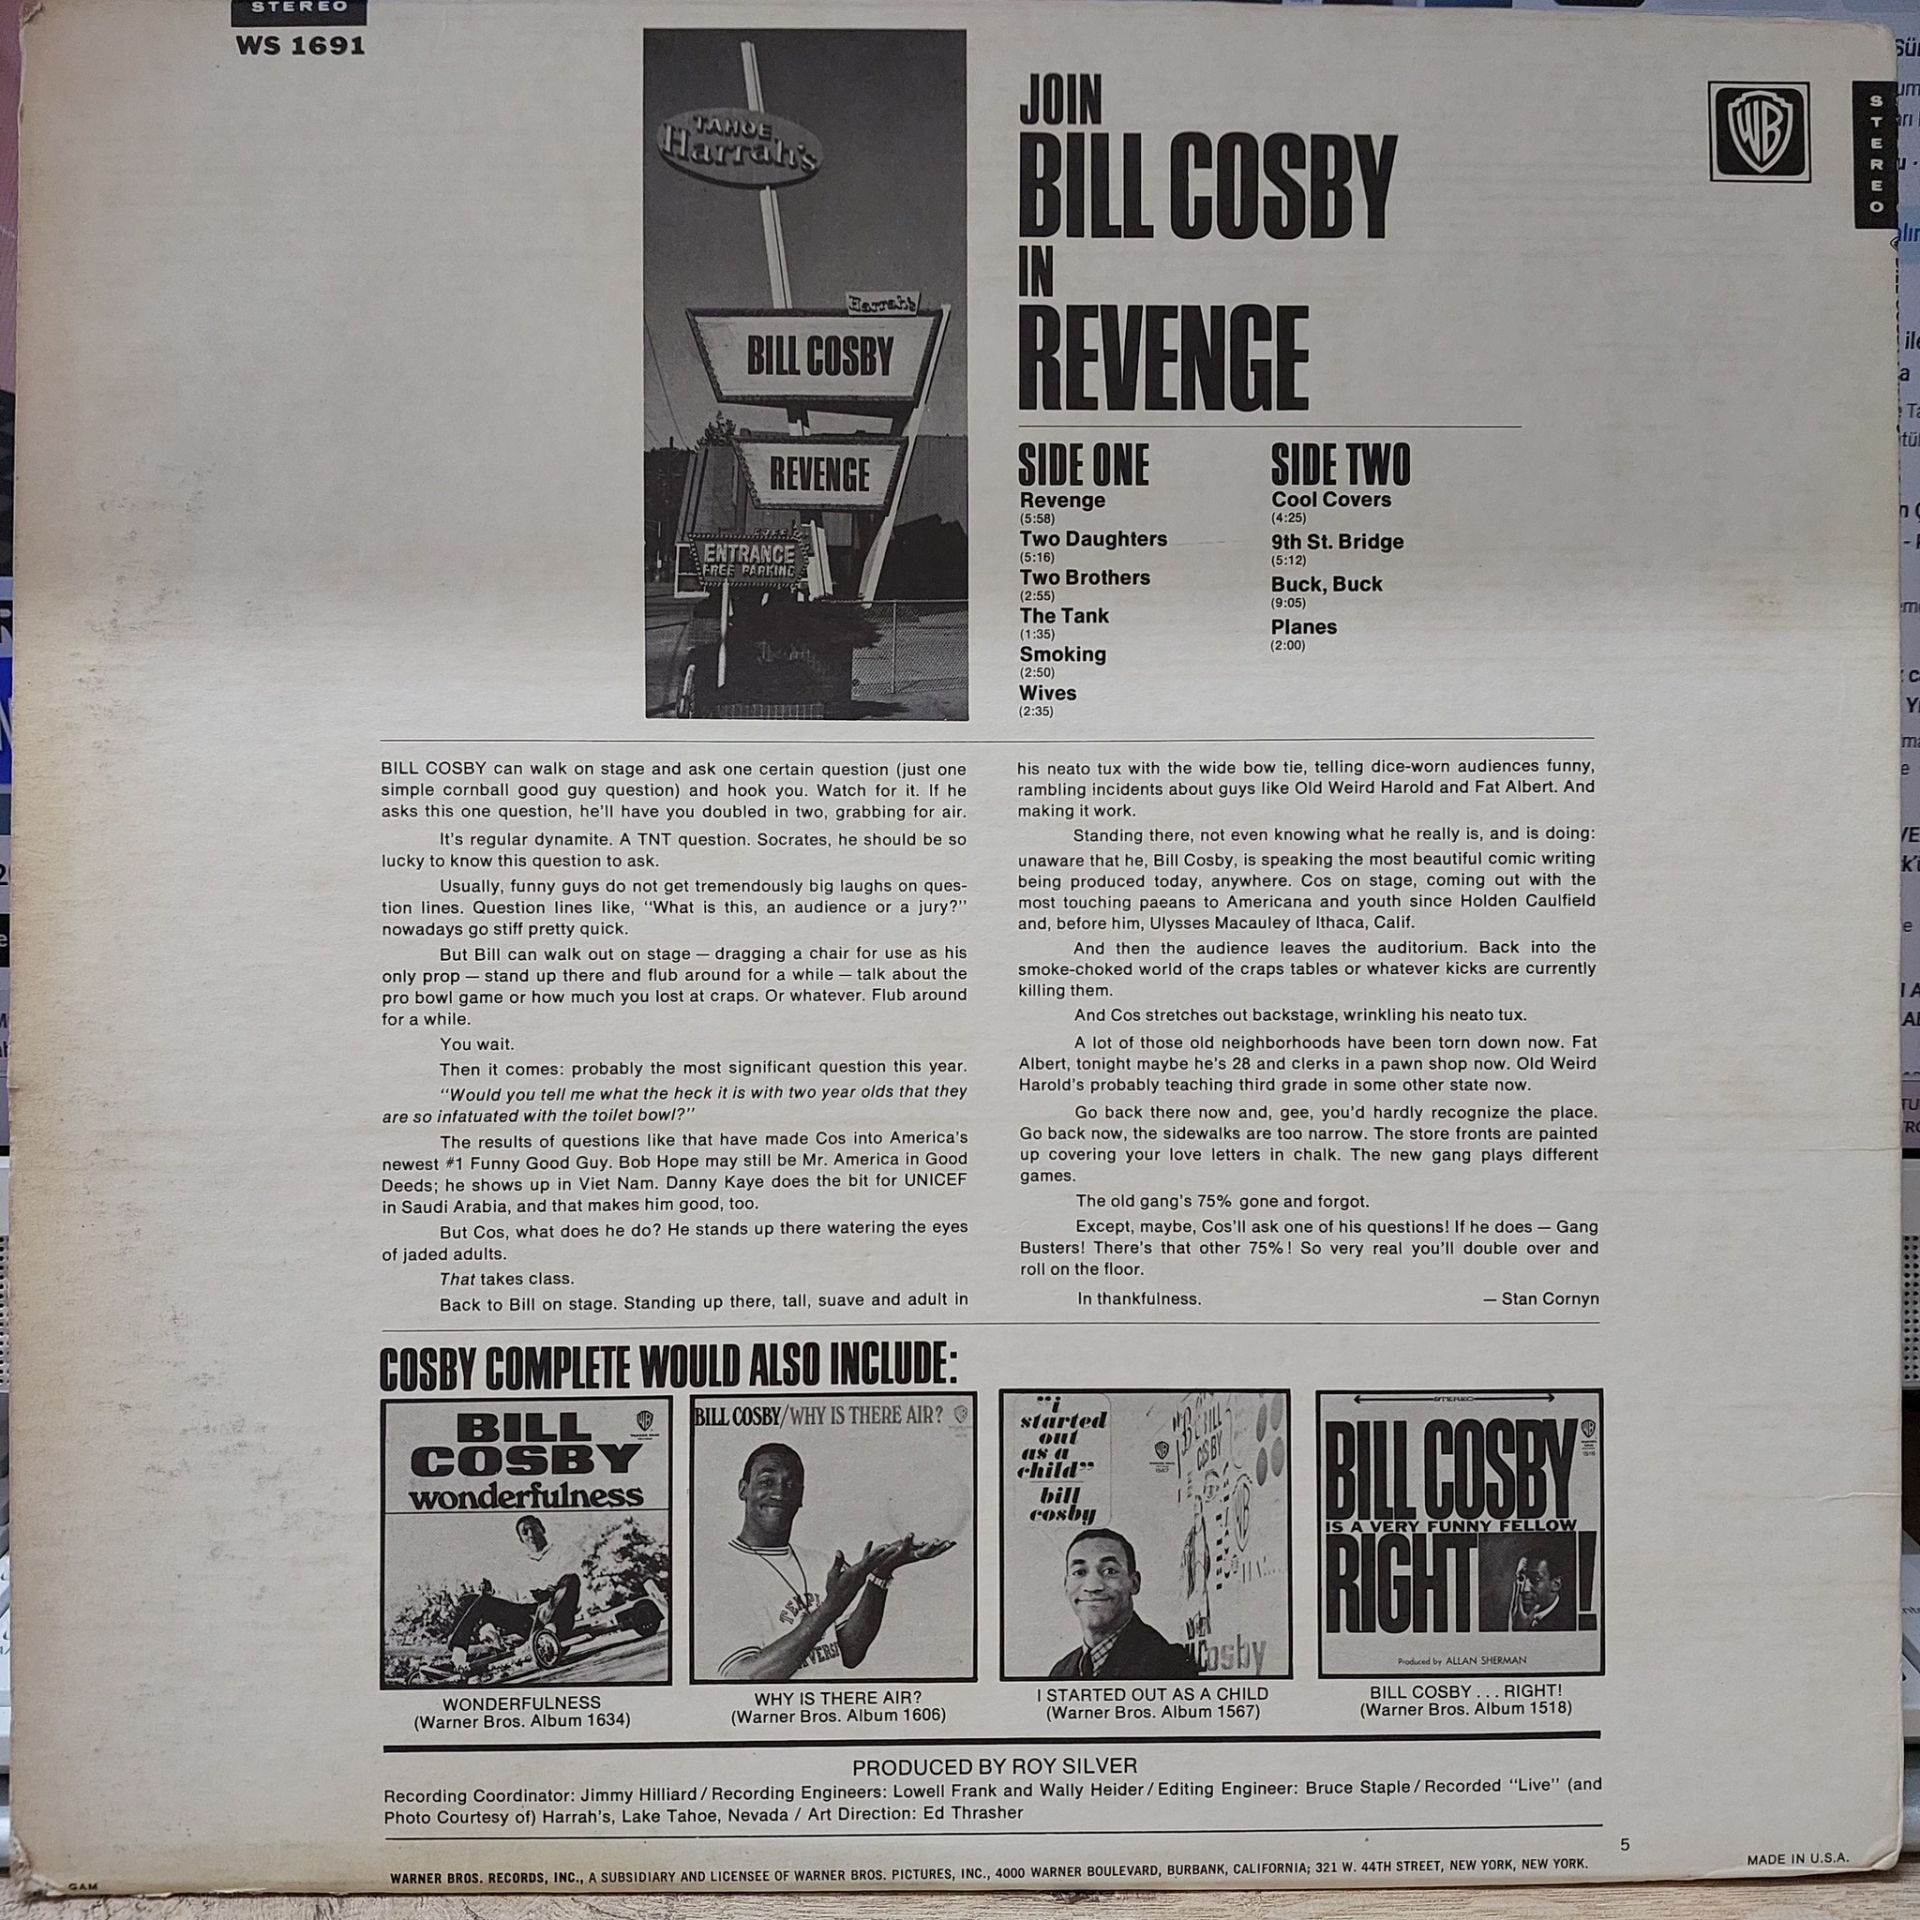 STEREO
WS 1691
TAHOE
Harrah's
Harrah's
BILL COSBY
REVENGE
FREE
ENTRANCE
FREE PARKING
JOIN
BILL COSBY
IN
REVENGE
WB
STEREO
SIDE ONE
Revenge
(5:58)
Two Daughters
(5:16)
Two Brothers
(2:55)
The Tank
(1:35)
Smoking
(2:50)
Wives
(2:35)
SIDE TWO
Cool Covers
(4:25)
9th St. Bridge
(5:12)
Buck, Buck
(9:05)
Planes
(2:00)
BILL COSBY can walk on stage and ask one certain question (just one
simple cornball good guy question) and hook you. Watch for it. If he
asks this one question, he'll have you doubled in two, grabbing for air.
It's regular dynamite. A TNT question. Socrates, he should be so
lucky to know this question to ask.
Usually, funny guys do not get tremendously big laughs on ques-
tion lines. Question lines like, "What is this, an audience or a jury?"
nowadays go stiff pretty quick.
But Bill can walk out on stage — dragging a chair for use as his
only prop — stand up there and flub around for a while — talk about the
pro bowl game or how much you lost at craps. Or whatever. Flub around
for a while.
You wait.
Then it comes: probably the most significant question this year.
"Would you tell me what the heck it is with two year olds that they
are so infatuated with the toilet bowl?"
The results of questions like that have made Cos into America's
newest #1 Funny Good Guy. Bob Hope may still be Mr. America in Good
Deeds; he shows up in Viet Nam. Danny Kaye does the bit for UNICEF
in Saudi Arabia, and that makes him good, too.
But Cos, what does he do? He stands up there watering the eyes
of jaded adults.
That takes class.
Back to Bill on stage. Standing up there, tall, suave and adult in
his neato tux with the wide bow tie, telling dice-worn audiences funny,
rambling incidents about guys like Old Weird Harold and Fat Albert. And
making it work.
Standing there, not even knowing what he really is, and is doing:
unaware that he, Bill Cosby, is speaking the most beautiful comic writing
being produced today, anywhere. Cos on stage, coming out with the
most touching paeans to Americana and youth since Holden Caulfield
and, before him, Ulysses Macauley of Ithaca, Calif.
And then the audience leaves the auditorium. Back into the
smoke-choked world of the craps tables or whatever kicks are currently
killing them.
And Cos stretches out backstage, wrinkling his neato tux.
A lot of those old neighborhoods have been torn down now. Fat
Albert, tonight maybe he's 28 and clerks in a pawn shop now. Old Weird
Harold's probably teaching third grade in some other state now.
Go back there now and, gee, you'd hardly recognize the place.
Go back now, the sidewalks are too narrow. The store fronts are painted
up covering your love letters in chalk. The new gang plays different
games.
The old gang's 75% gone and forgot.
Except, maybe, Cos'll ask one of his questions! If he does — Gang
Busters! There's that other 75%! So very real you'll double over and
roll on the floor.
In thankfulness. — Stan Cornyn
COSBY COMPLETE WOULD ALSO INCLUDE:
BILL
COSBY
wonderfulness
WONDERFULNESS
(Warner Bros. Album 1634)
BILL COSBY/WHY IS THERE AIR?
WHY IS THERE AIR?
(Warner Bros. Album 1606)
"i
started
out
as a
child"
bill
cosby
I STARTED OUT AS A CHILD
(Warner Bros. Album 1567)
STEREO
BILL COSBY
IS A VERY FUNNY FELLOW
RIGHT!
Produced by ALLAN SHERMAN
BILL COSBY . . . RIGHT!
(Warner Bros. Album 1518)
PRODUCED BY ROY SILVER
Recording Coordinator: Jimmy Hilliard / Recording Engineers: Lowell Frank and Wally Heider / Editing Engineer: Bruce Staple / Recorded "Live" (and
Photo Courtesy of) Harrah's, Lake Tahoe, Nevada / Art Direction: Ed Thrasher
5
WARNER BROS. RECORDS, INC., A SUBSIDIARY AND LICENSEE OF WARNER BROS. PICTURES, INC., 4000 WARNER BOULEVARD, BURBANK, CALIFORNIA; 321 W. 44TH STREET, NEW YORK, NEW YORK.
MADE IN U.S.A.
GAM